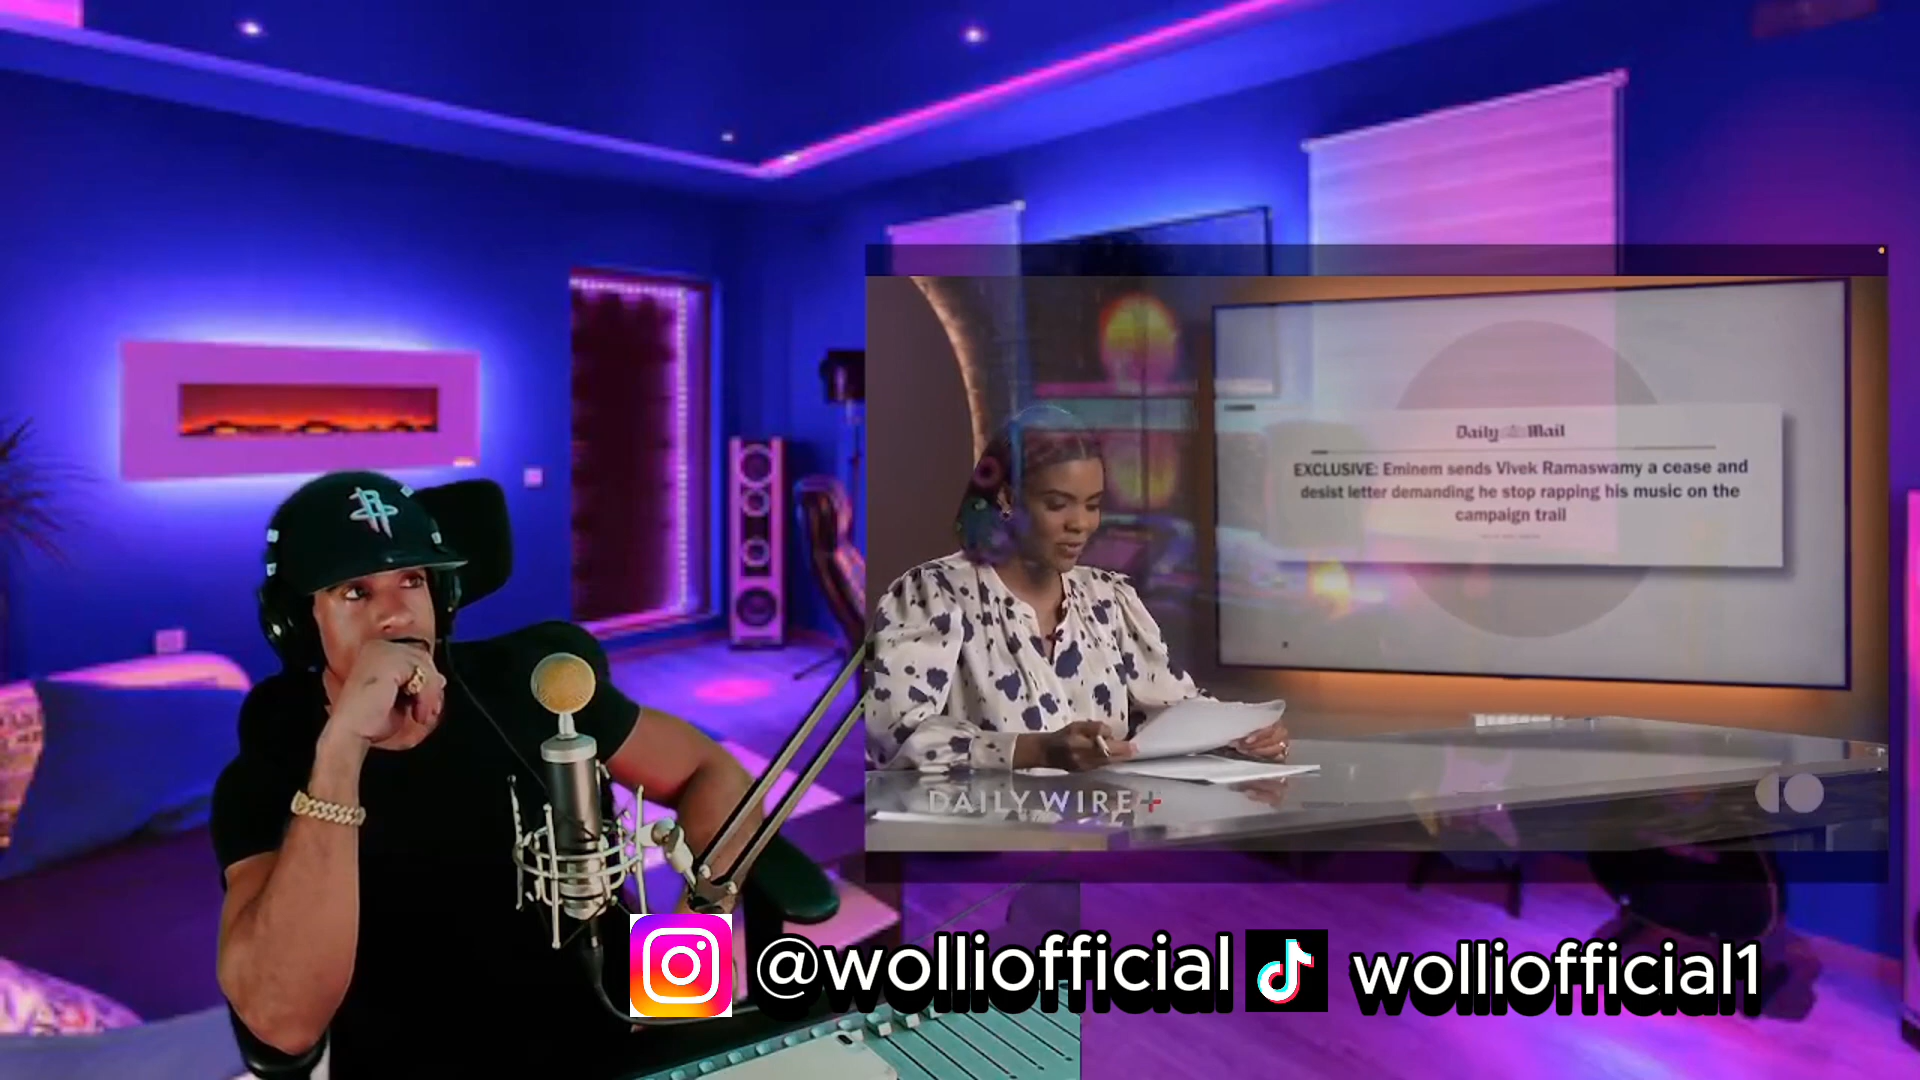 Daily Mail
EXCLUSIVE: Eminem sends Vivek Ramaswamy a cease and
desist letter demanding he stop rapping his music on the
campaign trail
DAILY WIRE+
@wolliofficial
wolliofficial1